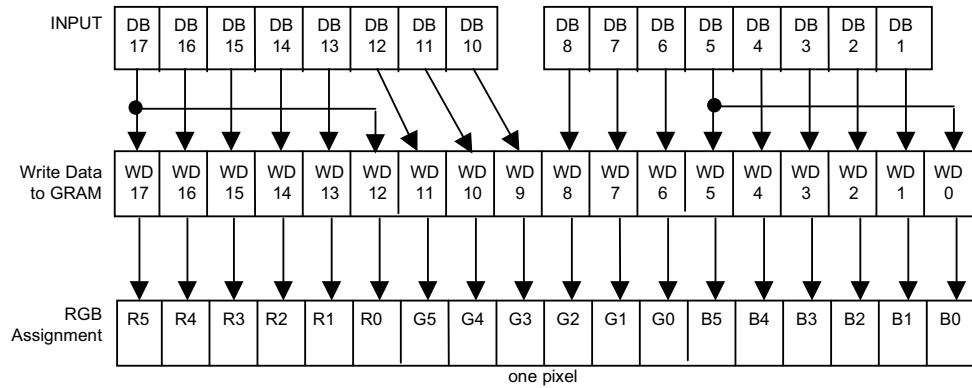 INPUT
DB DB DB DB DB DB DB DB DB DB DB DB DB DB DB DB
17 16 15 14 13 12 11 10 8 7 6 5 4 3 2 1
Write Data
to GRAM
WD WD WD WD WD WD WD WD WD WD WD WD WD WD WD WD WD WD
17 16 15 14 13 12 11 10 9 8 7 6 5 4 3 2 1 0
RGB
Assignment
R5 R4 R3 R2 R1 R0 G5 G4 G3 G2 G1 G0 B5 B4 B3 B2 B1 B0
one pixel